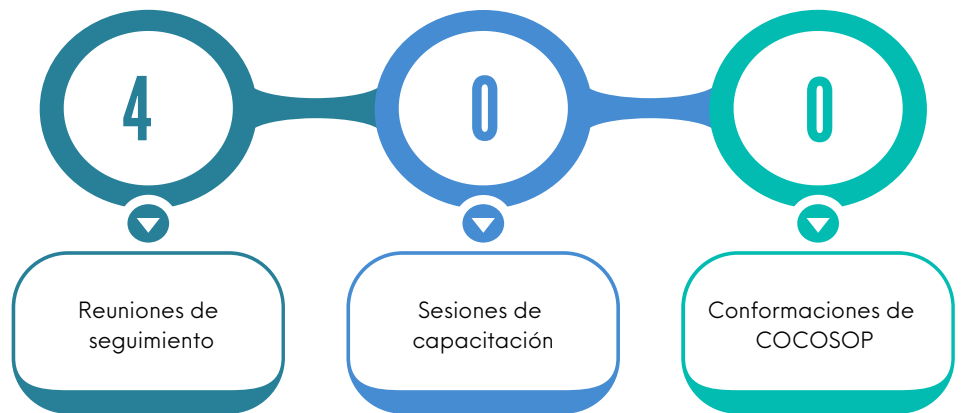 4
0
0
Reuniones de
seguimiento
Sesiones de
capacitación
Conformaciones de
COCOSOP